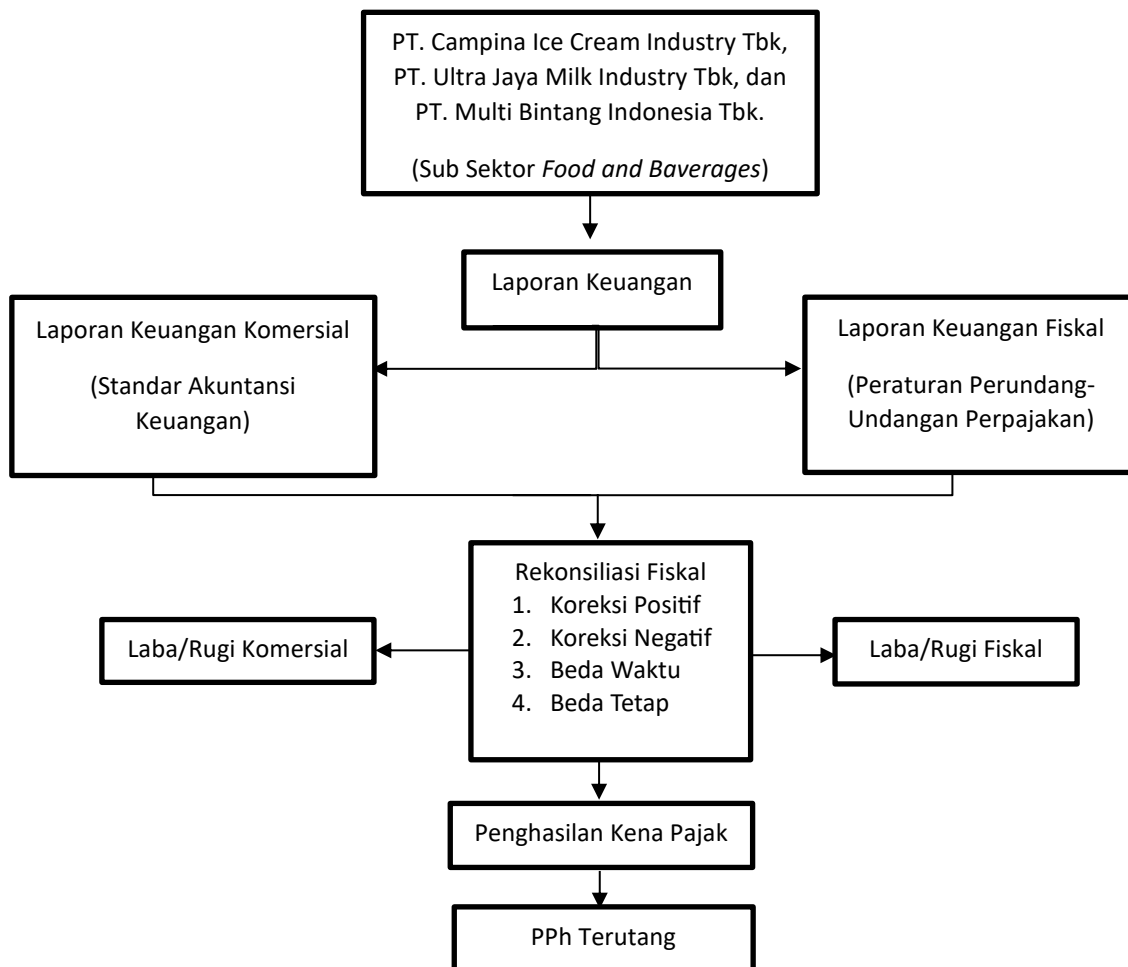 PT. Campina Ice Cream Industry Tbk,
PT. Ultra Jaya Milk Industry Tbk, dan
PT. Multi Bintang Indonesia Tbk.
(Sub Sektor Food and Baverages)
Laporan Keuangan
Laporan Keuangan Komersial
(Standar Akuntansi
Keuangan)
Laporan Keuangan Fiskal
(Peraturan Perundang-
Undangan Perpajakan)
Rekonsiliasi Fiskal
1. Koreksi Positif
2. Koreksi Negatif
3. Beda Waktu
4. Beda Tetap
Laba/Rugi Komersial
Laba/Rugi Fiskal
Penghasilan Kena Pajak
PPh Terutang